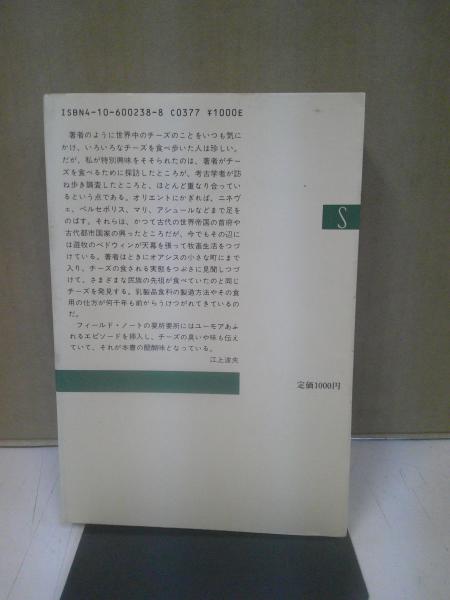 ISBN4-10-600238-8 C0377 ¥1000E
著者のように世界中のチーズのことをいつも気に
かけ、いろいろなチーズを食べ歩いた人は珍しい。
だが、私が特別興味をそそられたのは、著者がチー
ズを食べるために探訪したところが、考古学者が訪
ね歩き調査したところと、ほとんど重なり合ってい
るという点である。オリエントにかぎれば、ニネヴ
ェ、ペルセポリス、マリ、アシュールなどまで足を
のばす。それらは、かつて古代の世界帝国の首府や
古代都市国家の興ったところだが、今でもその辺に
は遊牧のベドウィンが天幕を張って牧畜生活をつづ
けている。著者はときにオアシスの小さな町にまで
入り、チーズの食される実態をつぶさに見聞しつづ
けて、さまざまな民族の先祖が食べていたのと同じ
チーズを発見する。乳製品食料の製造方法やその食
用の仕方が何千年も前からうけつがれてきているの
だ。
フィールド・ノートの要所要所にはユーモアあふ
れるエピソードを挿入し、チーズの臭いや味も伝え
ていて、それが本書の醍醐味となっている。
江上波夫
S
定価1000円